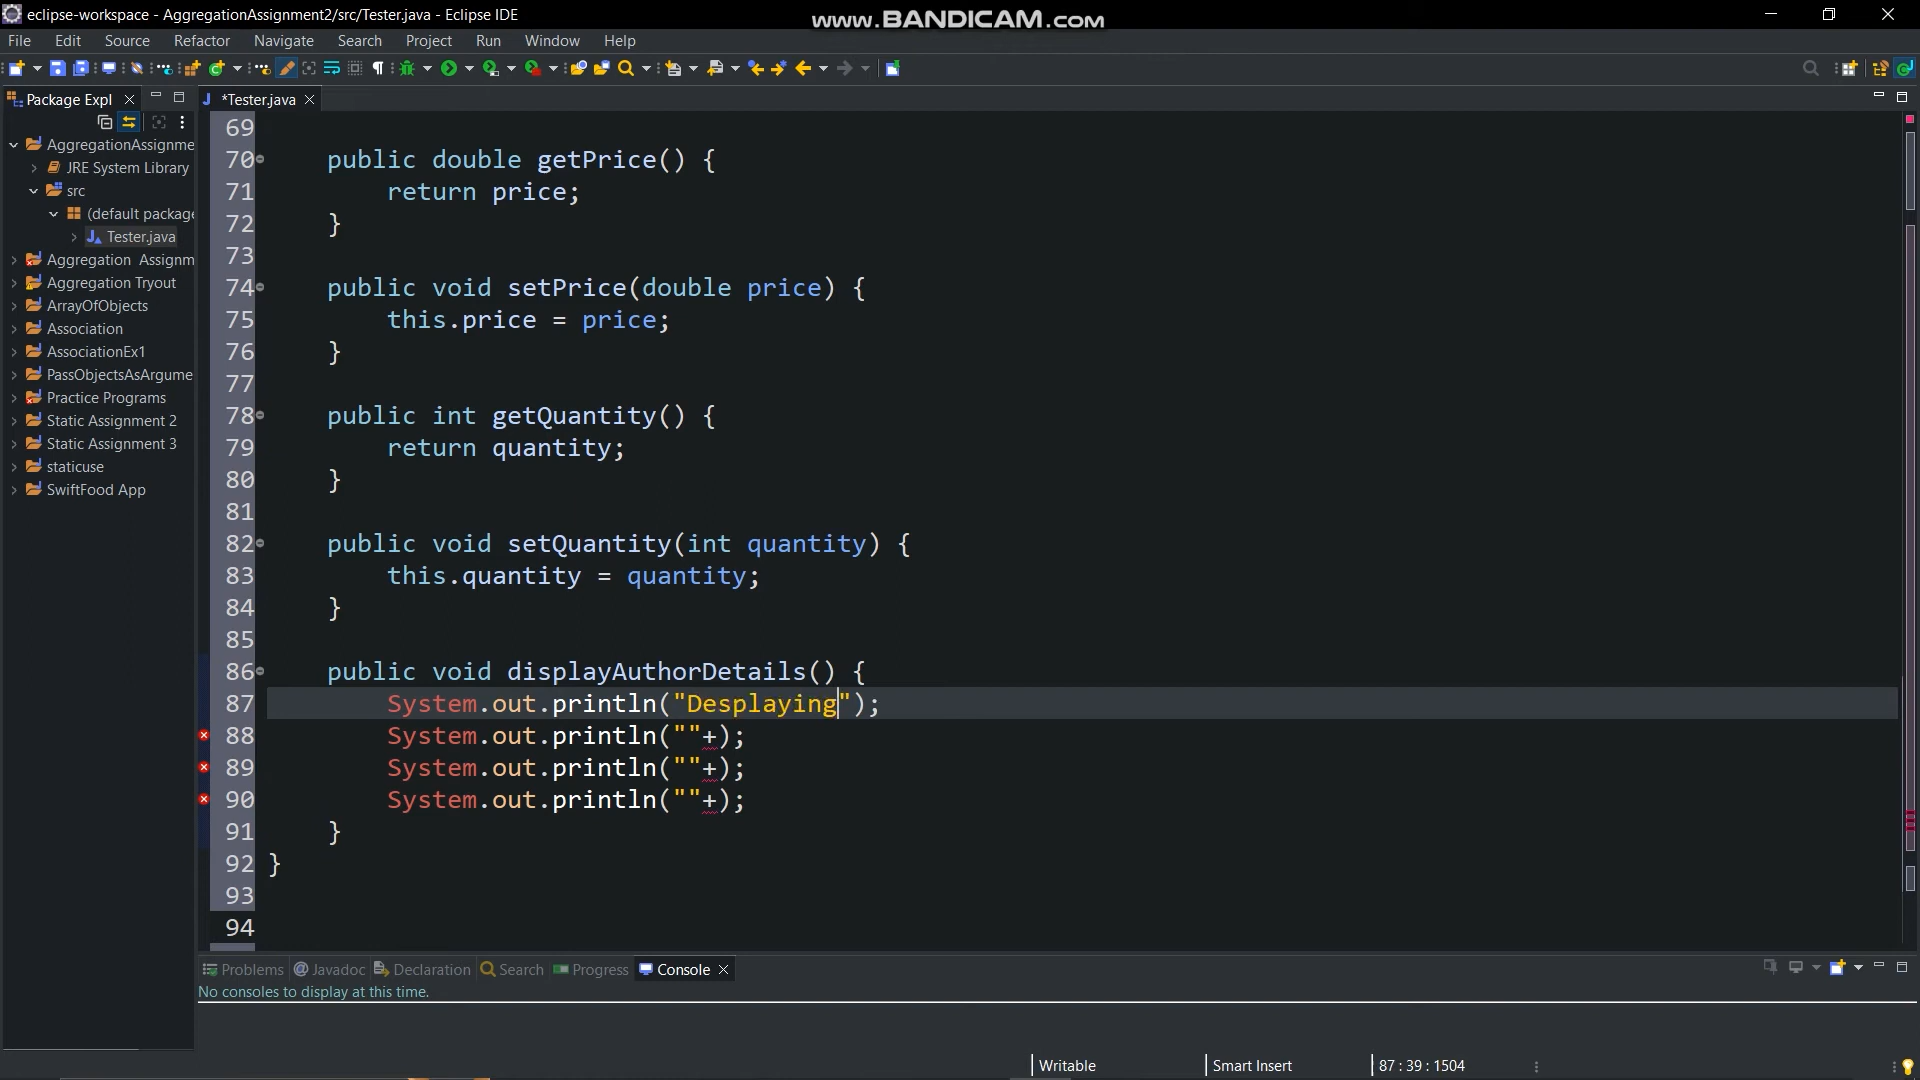 eclipse-workspace - AggregationAssignment2/src/Tester.java - Eclipse IDE
www.BANDICAM.com
File Edit Source Refactor Navigate Search Project Run Window Help
Package Expl
*Tester.java
AggregationAssignme
JRE System Library
src
(default package
Tester.java
Aggregation Assignm
Aggregation Tryout
ArrayOfObjects
Association
AssociationEx1
PassObjectsAsArgume
Practice Programs
Static Assignment 2
Static Assignment 3
staticuse
SwiftFood App
69
70 public double getPrice() {
71 return price;
72 }
73
74 public void setPrice(double price) {
75 this.price = price;
76 }
77
78 public int getQuantity() {
79 return quantity;
80 }
81
82 public void setQuantity(int quantity) {
83 this.quantity = quantity;
84 }
85
86 public void displayAuthorDetails() {
87 System.out.println("Desplaying");
88 System.out.println(""+);
89 System.out.println(""+);
90 System.out.println(""+);
91 }
92 }
93
94
Problems Javadoc Declaration Search Progress Console
No consoles to display at this time.
Writable Smart Insert 87 : 39 : 1504